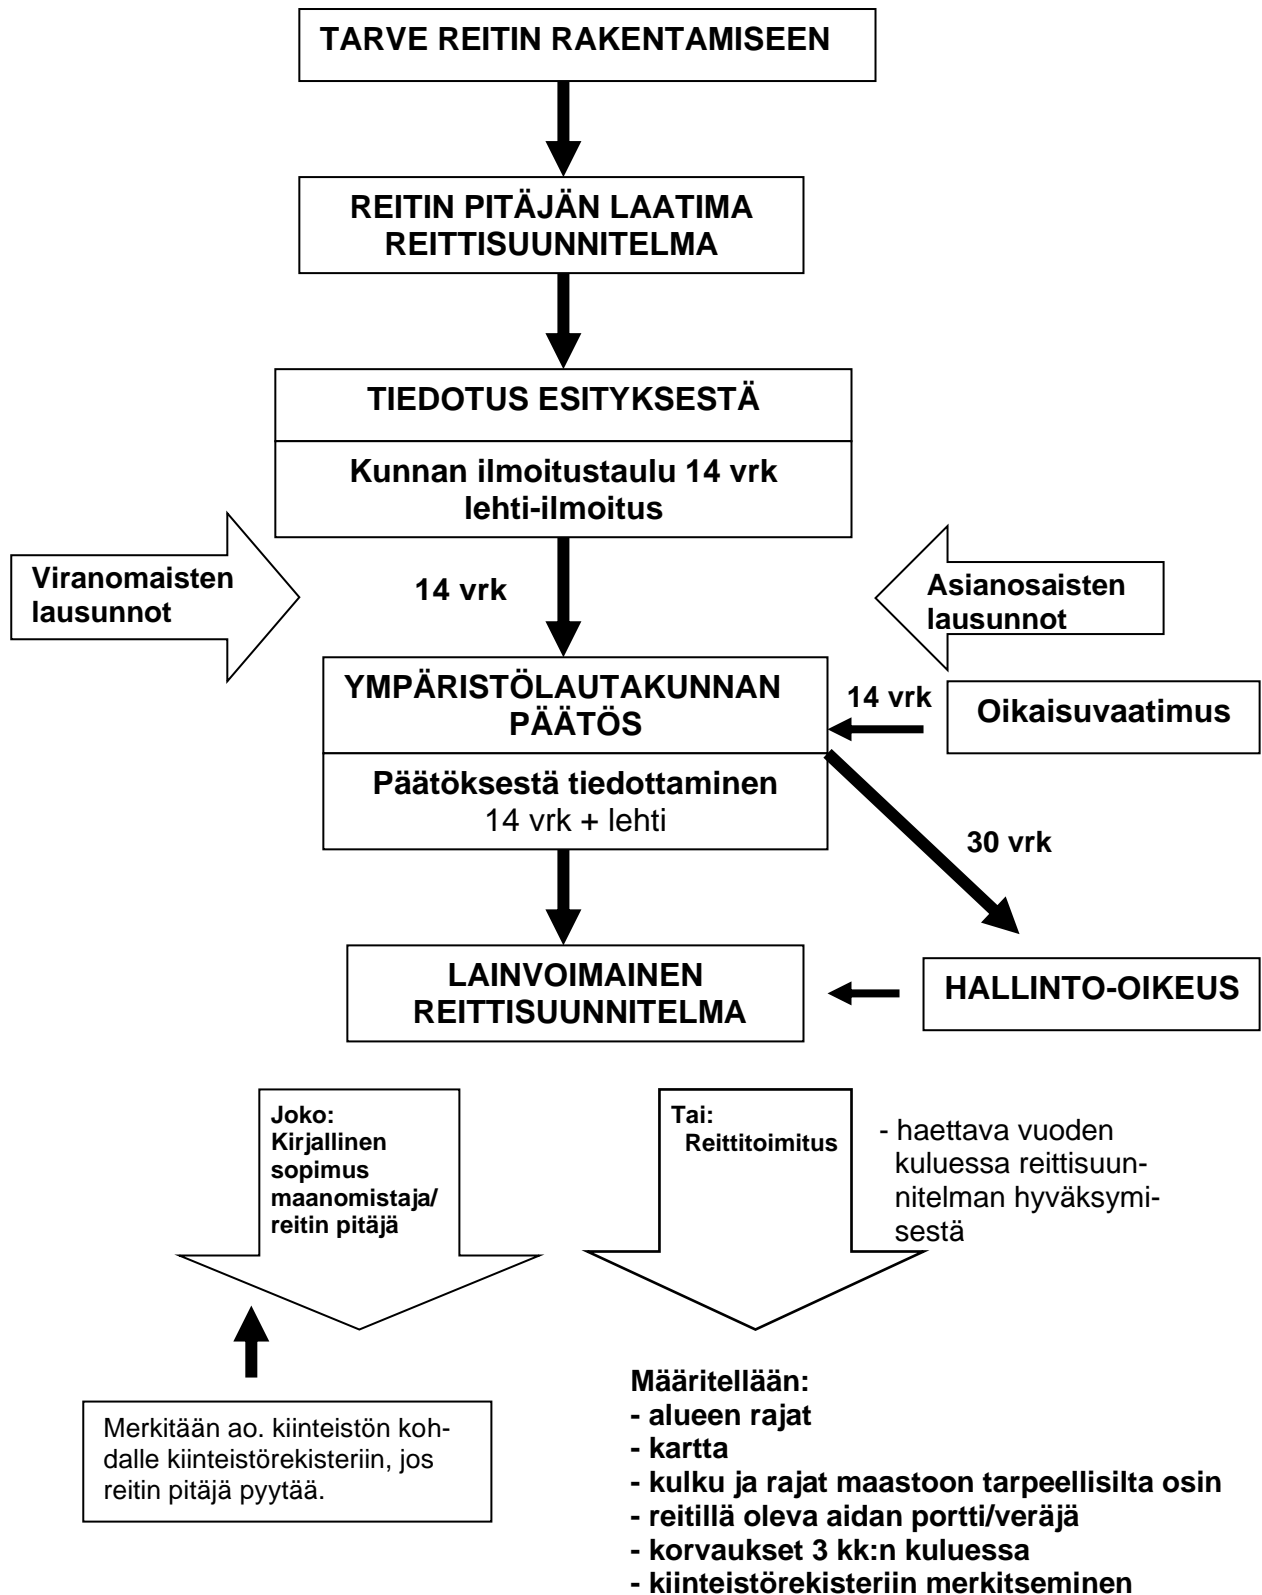 TARVE REITIN RAKENTAMISEEN
REITIN PITÄJÄN LAATIMA
REITTISUUNNITELMA
TIEDOTUS ESITYKSESTÄ
Kunnan ilmoitustaulu 14 vrk
lehti-ilmoitus
Viranomaisten
lausunnot
14 vrk
Asianosaisten
lausunnot
YMPÄRISTÖLAUTAKUNNAN
PÄÄTÖS
14 vrk
Oikaisuvaatimus
Päätöksestä tiedottaminen
14 vrk + lehti
30 vrk
LAINVOIMAINEN
REITTISUUNNITELMA
HALLINTO-OIKEUS
Joko:
Kirjallinen
sopimus
maanomistaja/
reitin pitäjä
Tai:
Reittitoimitus
- haettava vuoden
kuluessa reittisuun-
nitelman hyväksymi-
sestä
Merkitään ao. kiinteistön koh-
dalle kiinteistörekisteriin, jos
reitin pitäjä pyytää.
Määritellään:
- alueen rajat
- kartta
- kulku ja rajat maastoon tarpeellisilta osin
- reitillä oleva aidan portti/veräjä
- korvaukset 3 kk:n kuluessa
- kiinteistörekisteriin merkitseminen